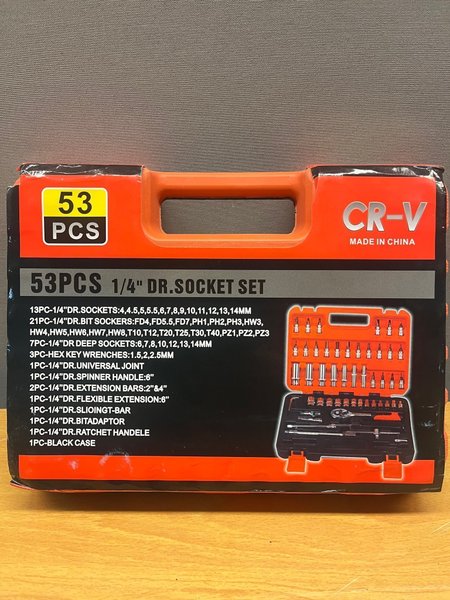 53
PCS
CR-V
MADE IN CHINA
53PCS 1/4" DR.SOCKET SET
13PC-1/4"DR.SOCKETS:4,4.5,5,5.5,6,7,8,9,10,11,12,13,14MM
21PC-1/4"DR.BIT SOCKERS:FD4,FD5.5,FD7,PH1,PH2,PH3,HW3,
HW4,HW5,HW6,HW7,HW8,T10,T12,T20,T25,T30,T40,PZ1,PZ2,PZ3
7PC-1/4"DR DEEP SOCKETS:6,7,8,10,12,13,14MM
3PC-HEX KEY WRENCHES:1.5,2,2.5MM
1PC-1/4"DR.UNIVERSAL JOINT
1PC-1/4"DR.SPINNER HANDLE:6"
2PC-1/4"DR.EXTENSION BARS:2"&4"
1PC-1/4"DR.FLEXIBLE EXTENSION:6"
1PC-1/4"DR.SLIOINGT-BAR
1PC-1/4"DR.BITADAPTOR
1PC-1/4"DR.RATCHET HANDELE
1PC-BLACK CASE